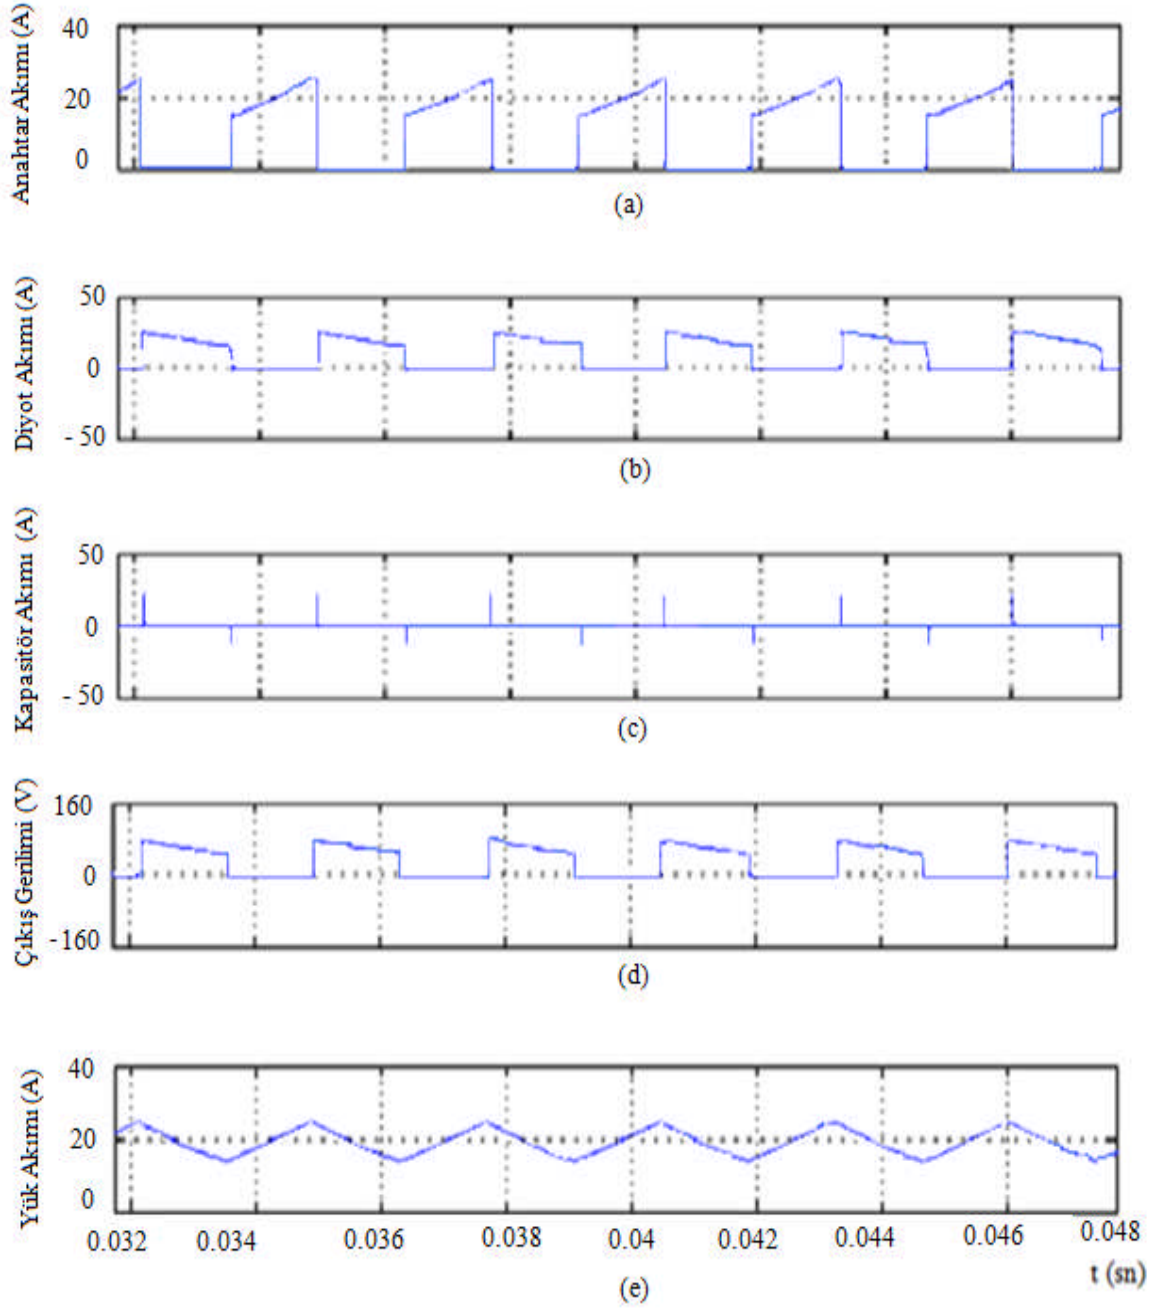 Anahtar Akımı (A)
40
20
0
(a)
Diyot Akımı (A)
50
0
- 50
(b)
Kapasitör Akımı (A)
50
0
- 50
(c)
Çıkış Gerilimi (V)
160
0
-160
(d)
Yük Akımı (A)
40
20
0
0.032 0.034 0.036 0.038 0.04 0.042 0.044 0.046 0.048
t (sn)
(e)